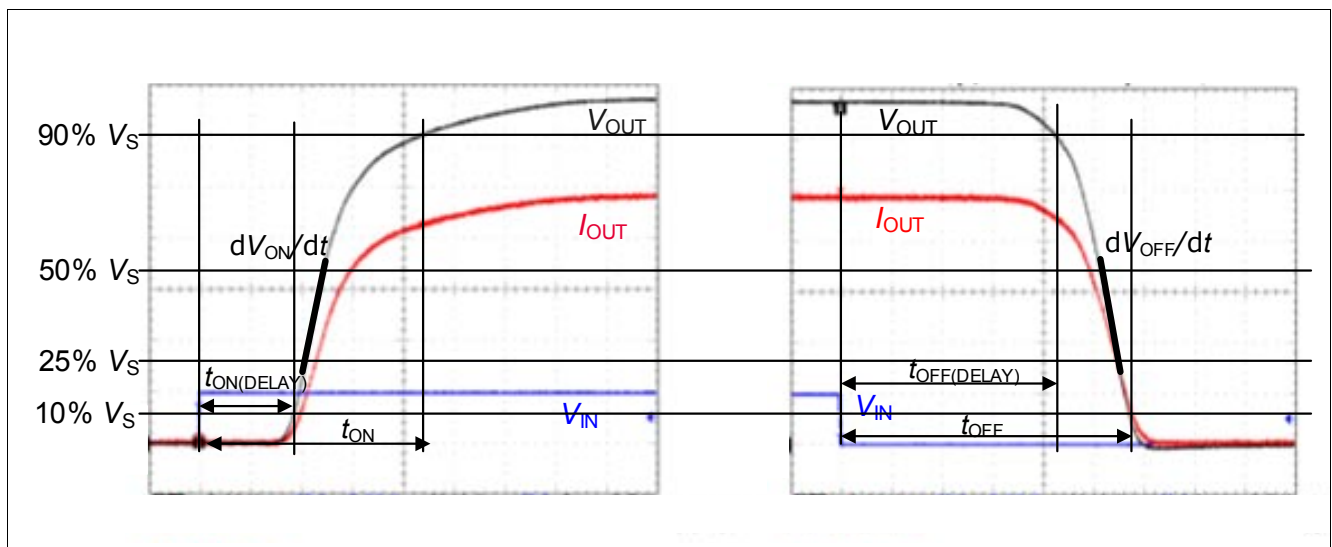 90% VS
VOUT
VOUT
IOUT
IOUT
dVON/dt
dVOFF/dt
50% VS
25% VS
tON(DELAY)
tOFF(DELAY)
10% VS
VIN
VIN
tON
tOFF